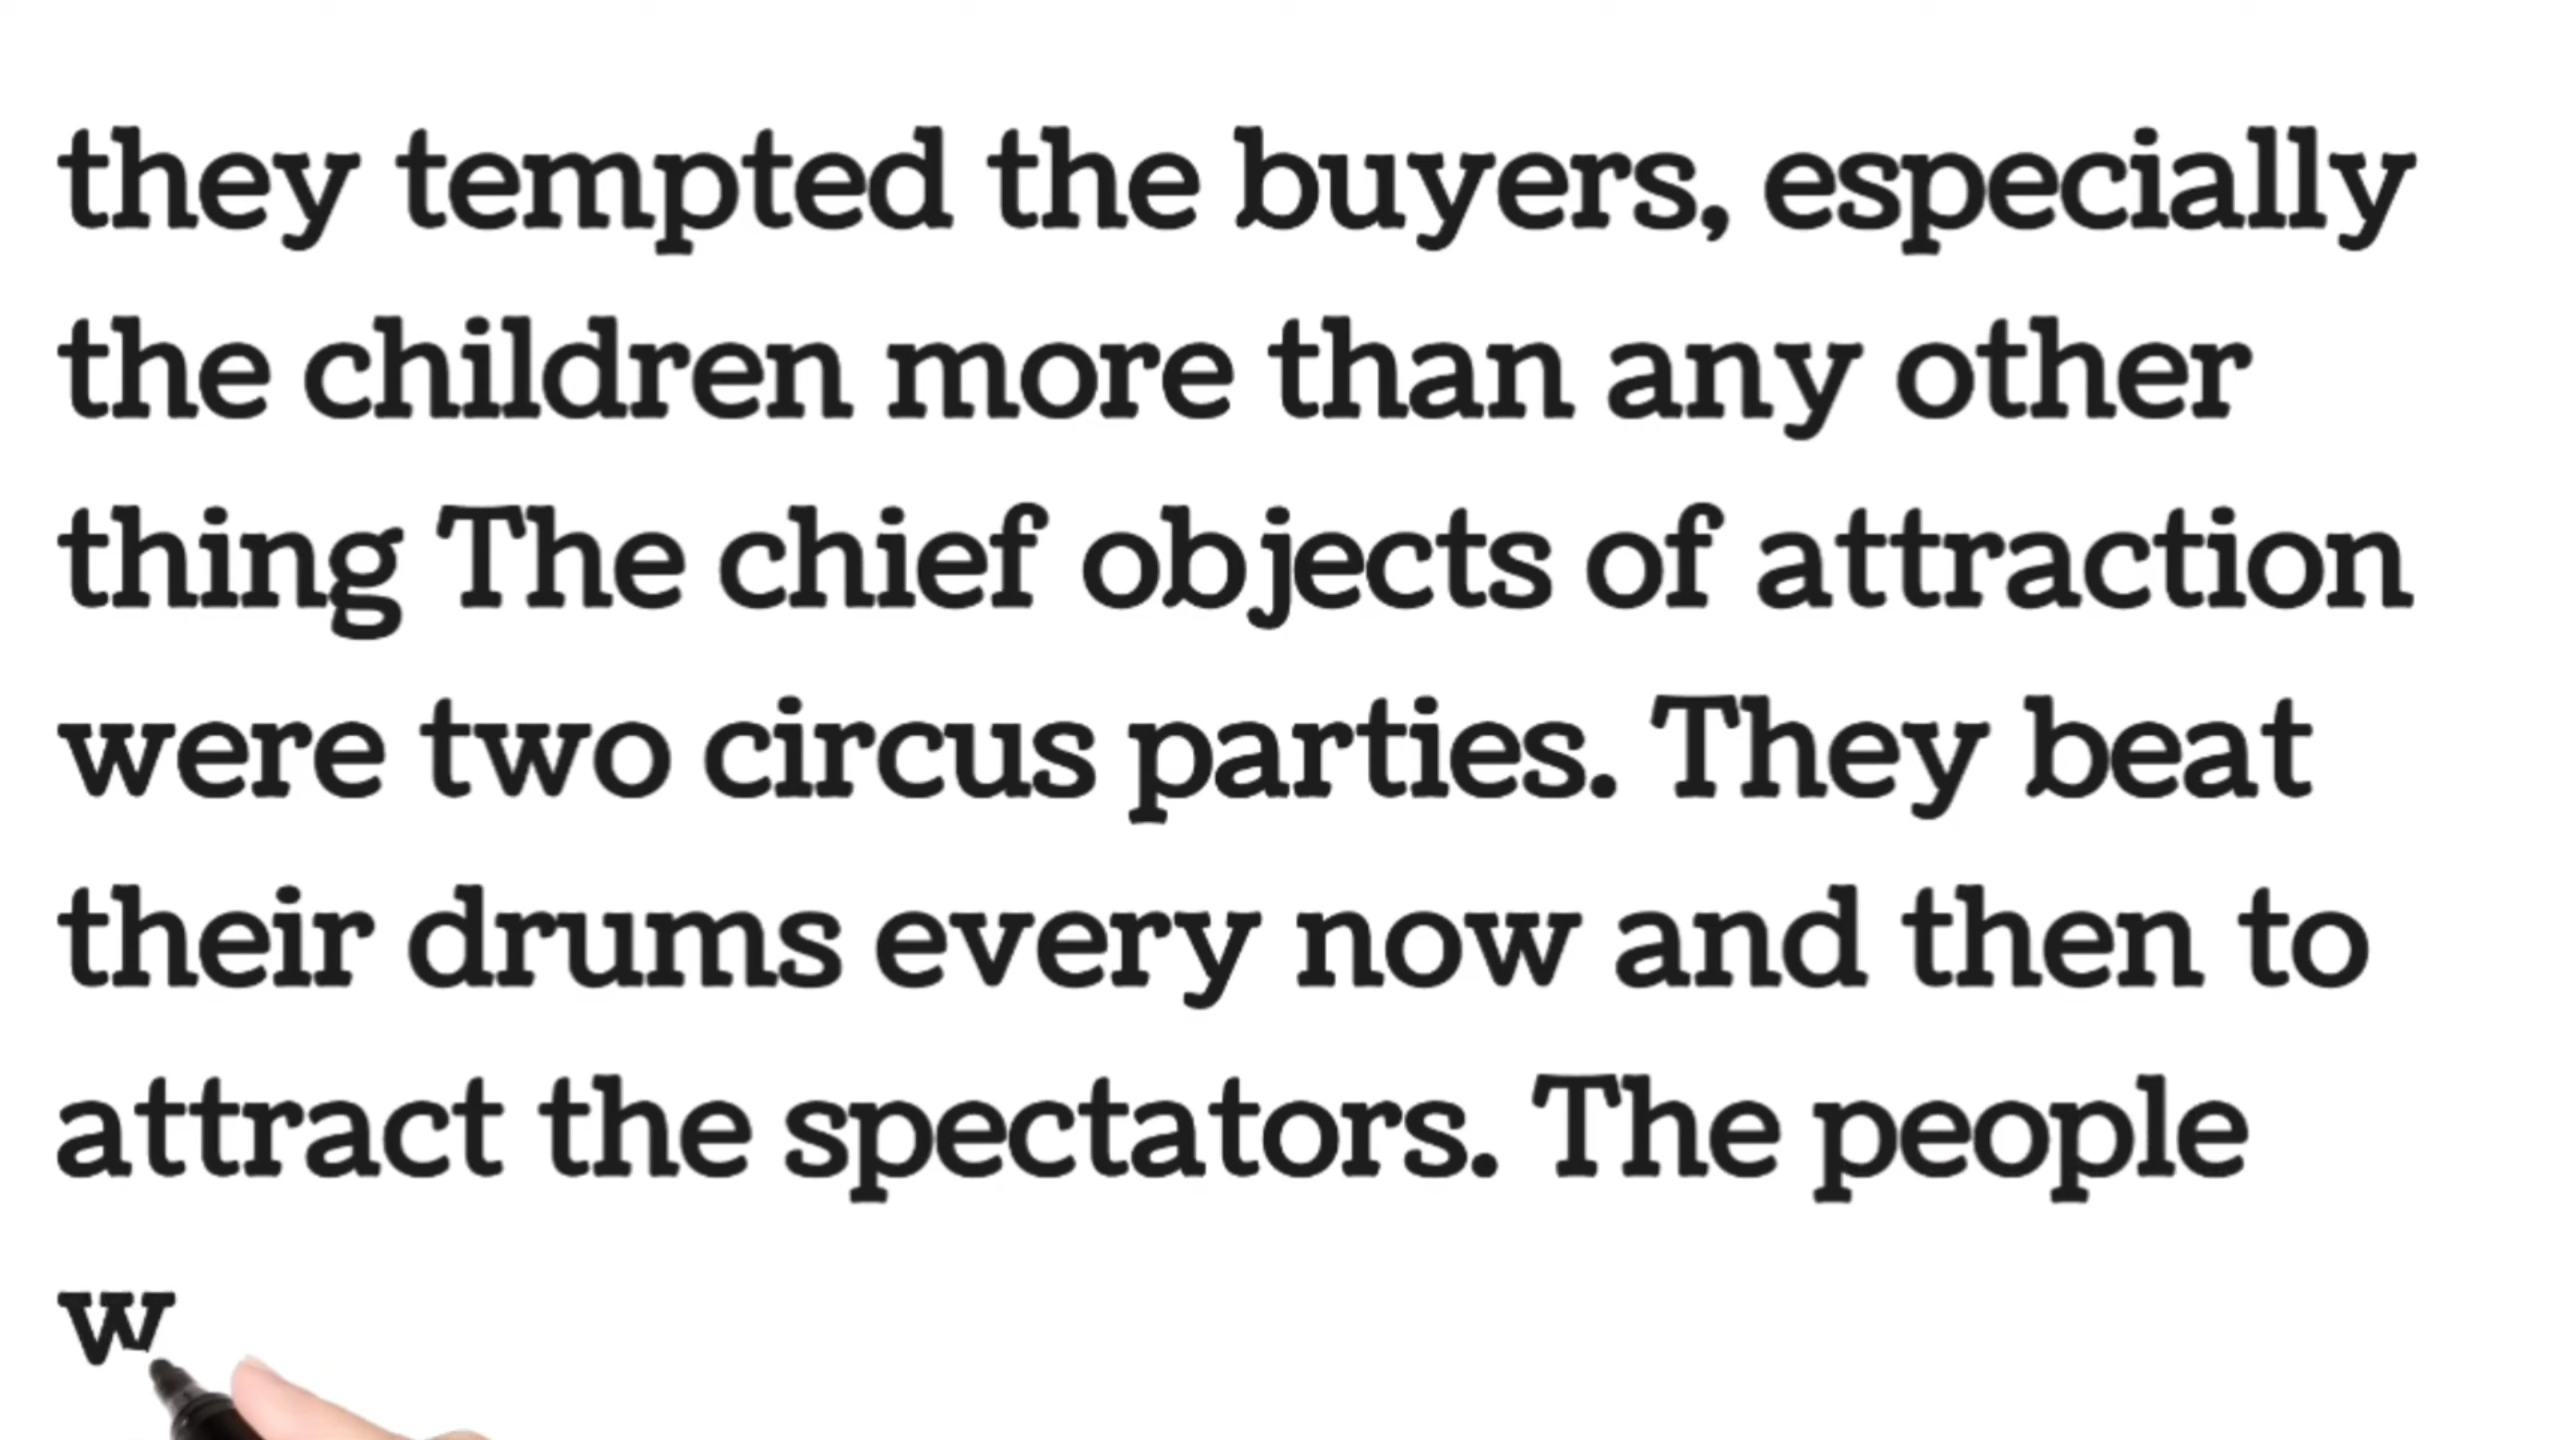 they tempted the buyers, especially
the children more than any other
thing The chief objects of attraction
were two circus parties. They beat
their drums every now and then to
attract the spectators. The people
w